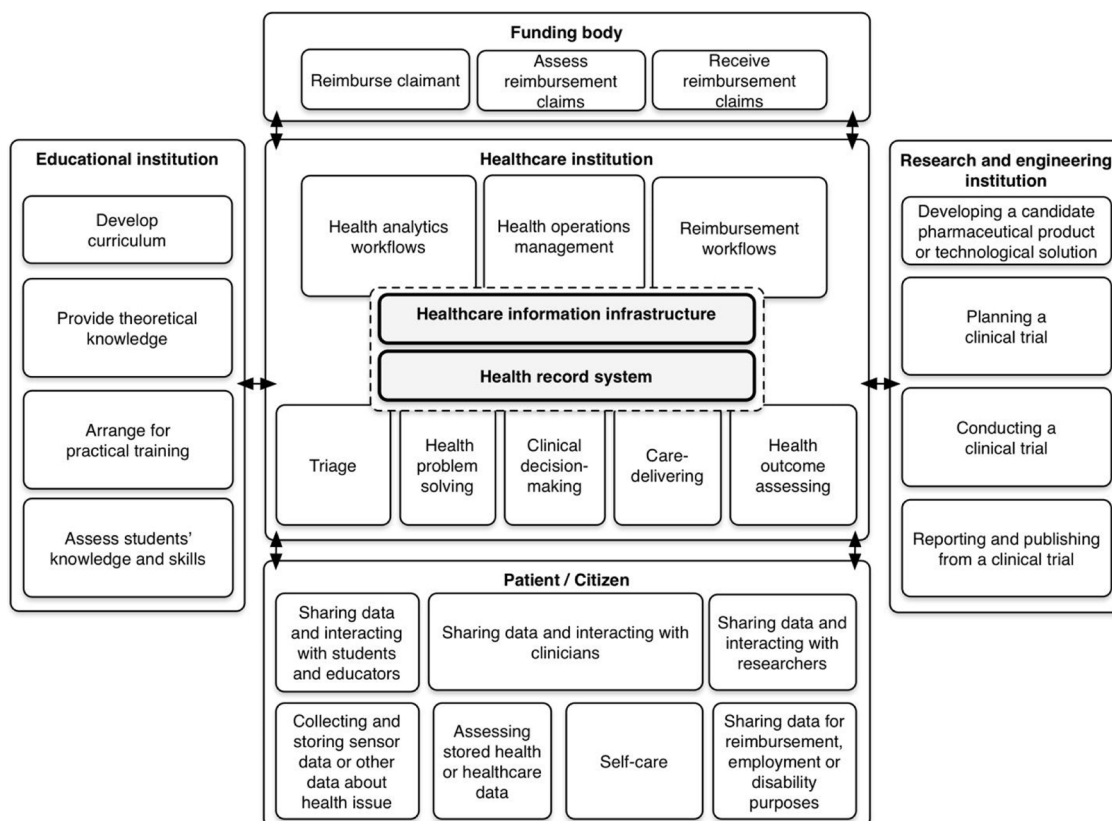 Funding body
Reimburse claimant
Assess
reimbursement
claims
Receive
reimbursement
claims
Educational institution
Develop
curriculum
Provide theoretical
knowledge
Arrange for
practical training
Assess students’
knowledge and skills
Healthcare institution
Health analytics
workflows
Health operations
management
Reimbursement
workflows
Healthcare information infrastructure
Health record system
Triage
Health
problem
solving
Clinical
decision-
making
Care-
delivering
Health
outcome
assessing
Research and engineering
institution
Developing a candidate
pharmaceutical product
or technological solution
Planning a
clinical trial
Conducting a
clinical trial
Reporting and publishing
from a clinical trial
Patient / Citizen
Sharing data
and interacting
with students
and educators
Sharing data and interacting with
clinicians
Sharing data and
interacting with
researchers
Collecting and
storing sensor
data or other
data about
health issue
Assessing
stored health
or healthcare
data
Self-care
Sharing data for
reimbursement,
employment or
disability
purposes